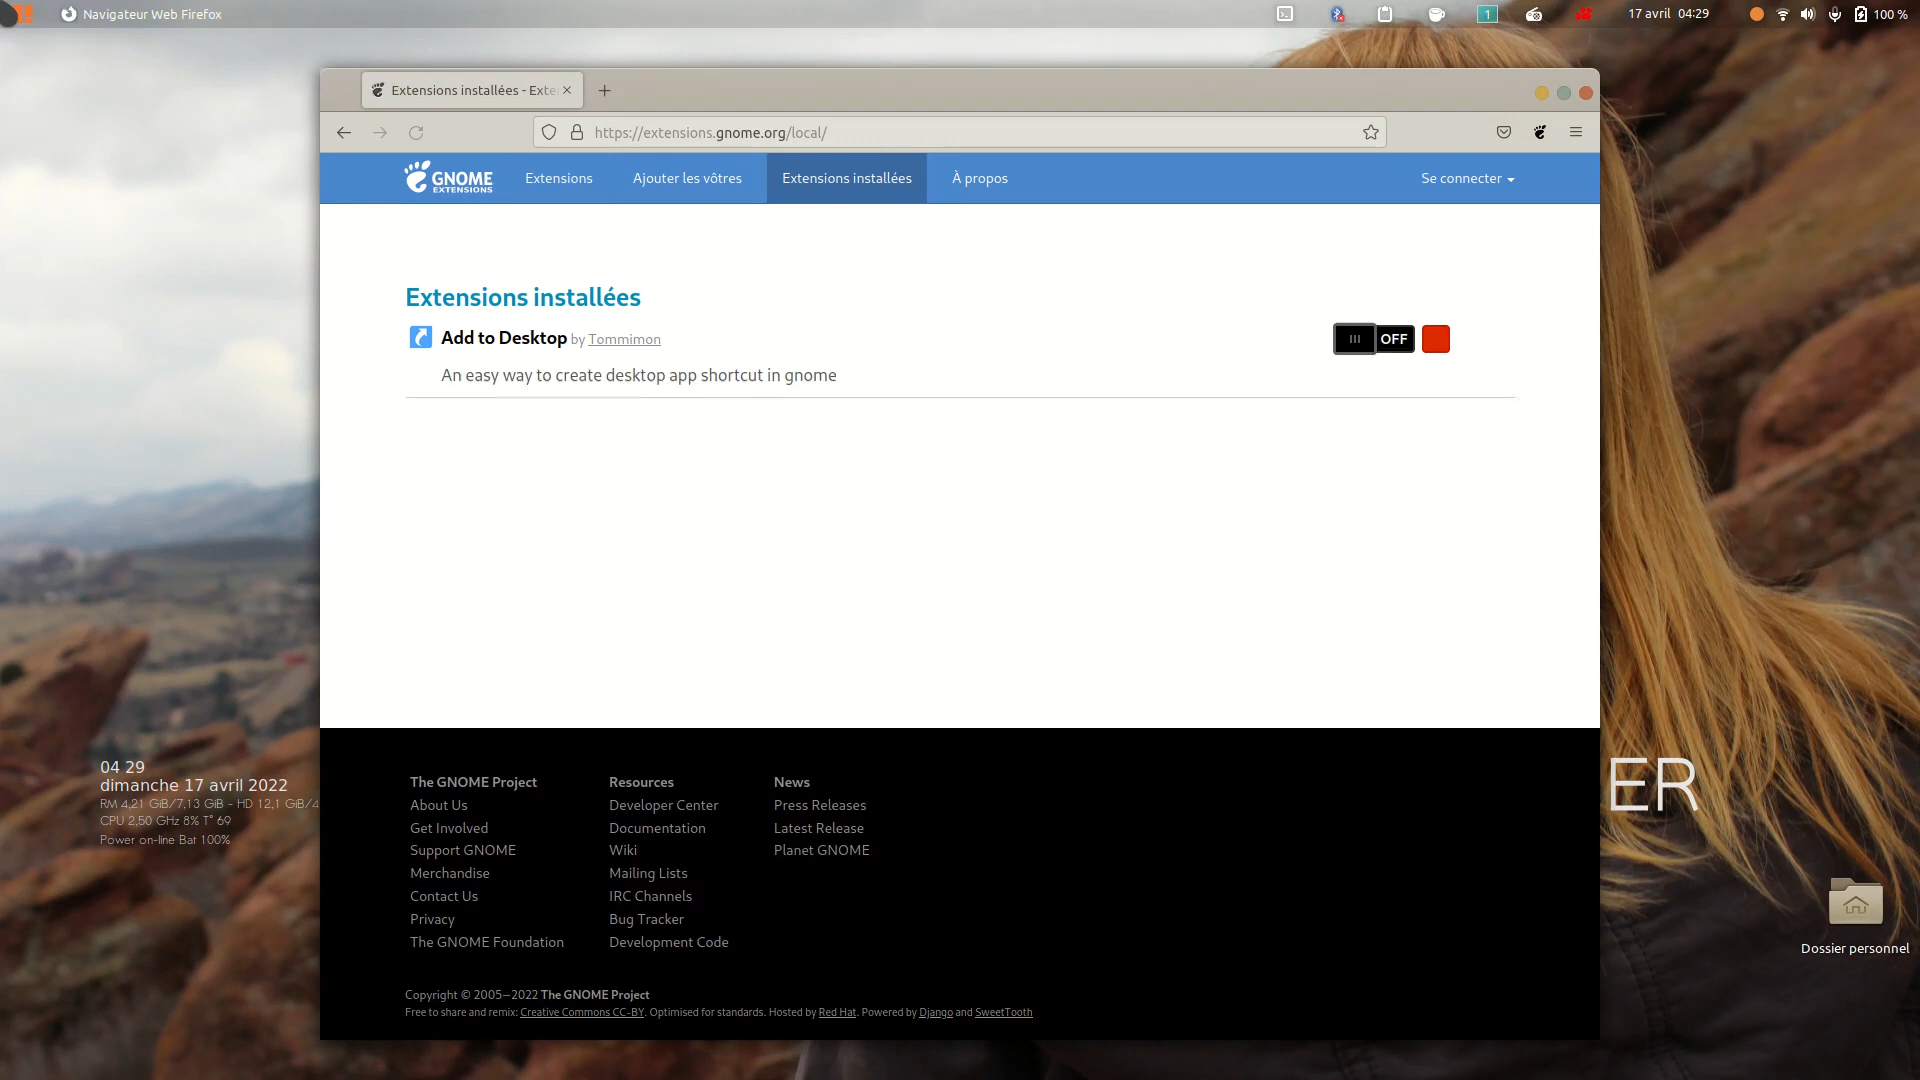 Navigateur Web Firefox
1
17 avril 04:29
100 %
Extensions installées - Exte
https://extensions.gnome.org/local/
GNOME
EXTENSIONS
Extensions
Ajouter les vôtres
Extensions installées
À propos
Se connecter
Extensions installées
Add to Desktop by Tommimon
OFF
An easy way to create desktop app shortcut in gnome
04 29
dimanche 17 avril 2022
RM 4,21 GiB/7,13 GiB - HD 12,1 GiB/4
CPU 2,50 GHz 8% T° 69
Power on-line Bat 100%
ER
Dossier personnel
The GNOME Project
About Us
Get Involved
Support GNOME
Merchandise
Contact Us
Privacy
The GNOME Foundation
Resources
Developer Center
Documentation
Wiki
Mailing Lists
IRC Channels
Bug Tracker
Development Code
News
Press Releases
Latest Release
Planet GNOME
Copyright © 2005—2022 The GNOME Project
Free to share and remix: Creative Commons CC-BY. Optimised for standards. Hosted by Red Hat. Powered by Django and SweetTooth